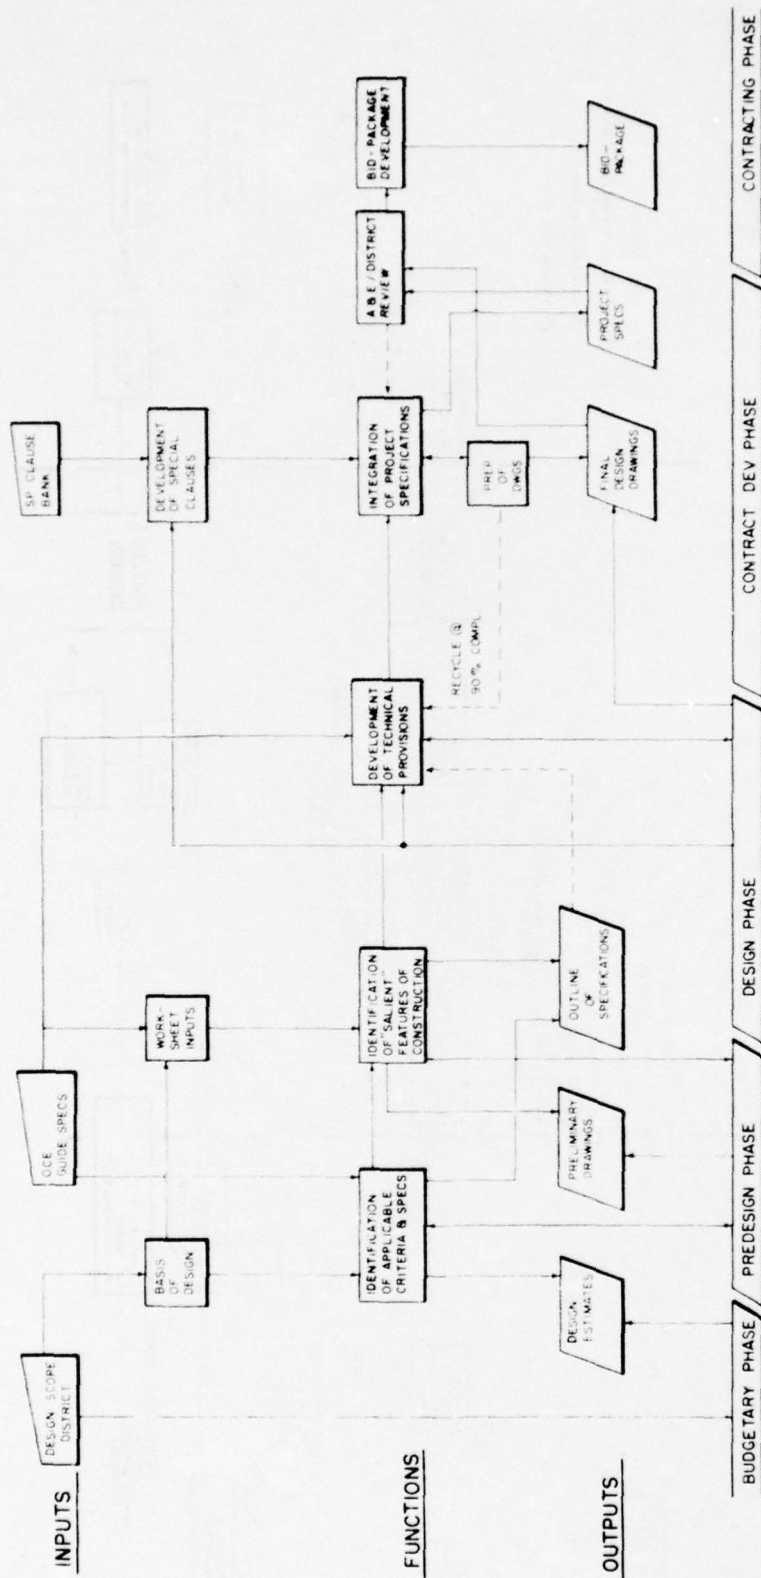 INPUTS
DESIGN SCOPE
DISTRICT
OCE
GUIDE SPECS
SP CLAUSE
BANK
BASIS
OF
DESIGN
WORK-
SHEET
INPUTS
DEVELOPMENT
OF SPECIAL
CLAUSES
FUNCTIONS
IDENTIFICATION
OF APPLICABLE
CRITERIA & SPECS
IDENTIFICATION
OF "SALIENT"
FEATURES OF
CONSTRUCTION
DEVELOPMENT
OF TECHNICAL
PROVISIONS
INTEGRATION
OF PROJECT
SPECIFICATIONS
A&E / DISTRICT
REVIEW
BID-PACKAGE
DEVELOPMENT
RECYCLE @
90% COMPL
PREP
OF
DWGS
OUTPUTS
DESIGN
ESTIMATES
PRELIMINARY
DRAWINGS
OUTLINE
OF
SPECIFICATIONS
FINAL
DESIGN
DRAWINGS
PROJECT
SPECS
BID-
PACKAGE
BUDGETARY PHASE
PREDESIGN PHASE
DESIGN PHASE
CONTRACT DEV PHASE
CONTRACTING PHASE